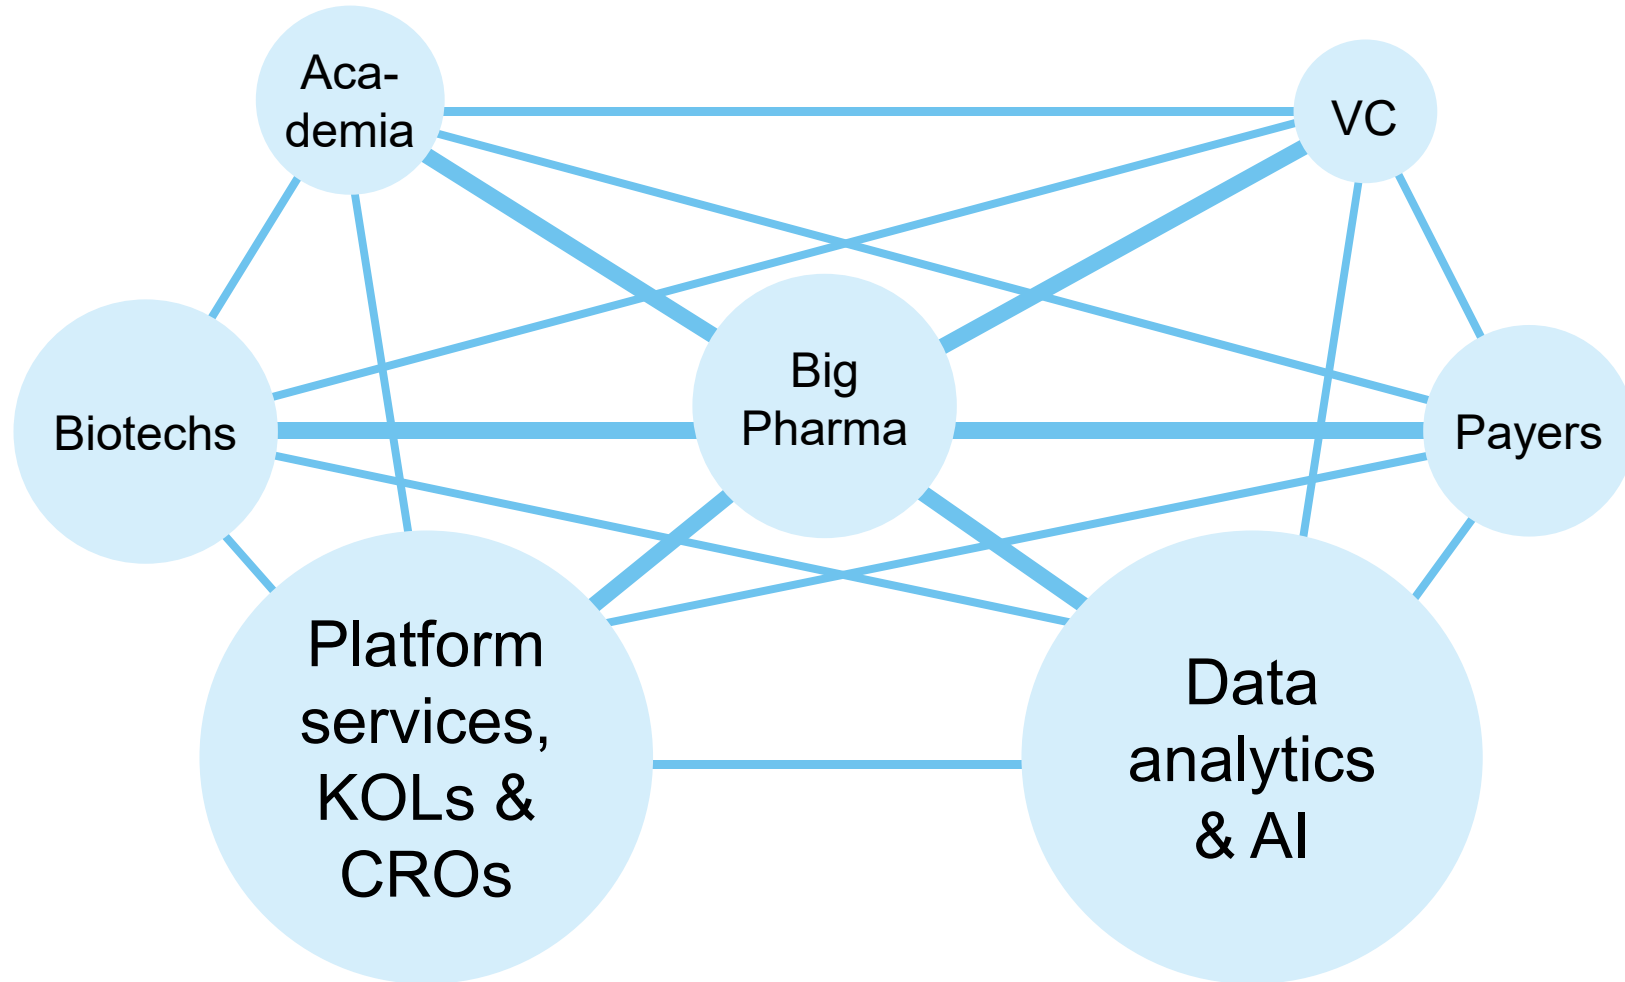 Aca-
demia
VC
Big
Pharma
Biotechs
Payers
Platform
services,
KOLs &
CROs
Data
analytics
& AI